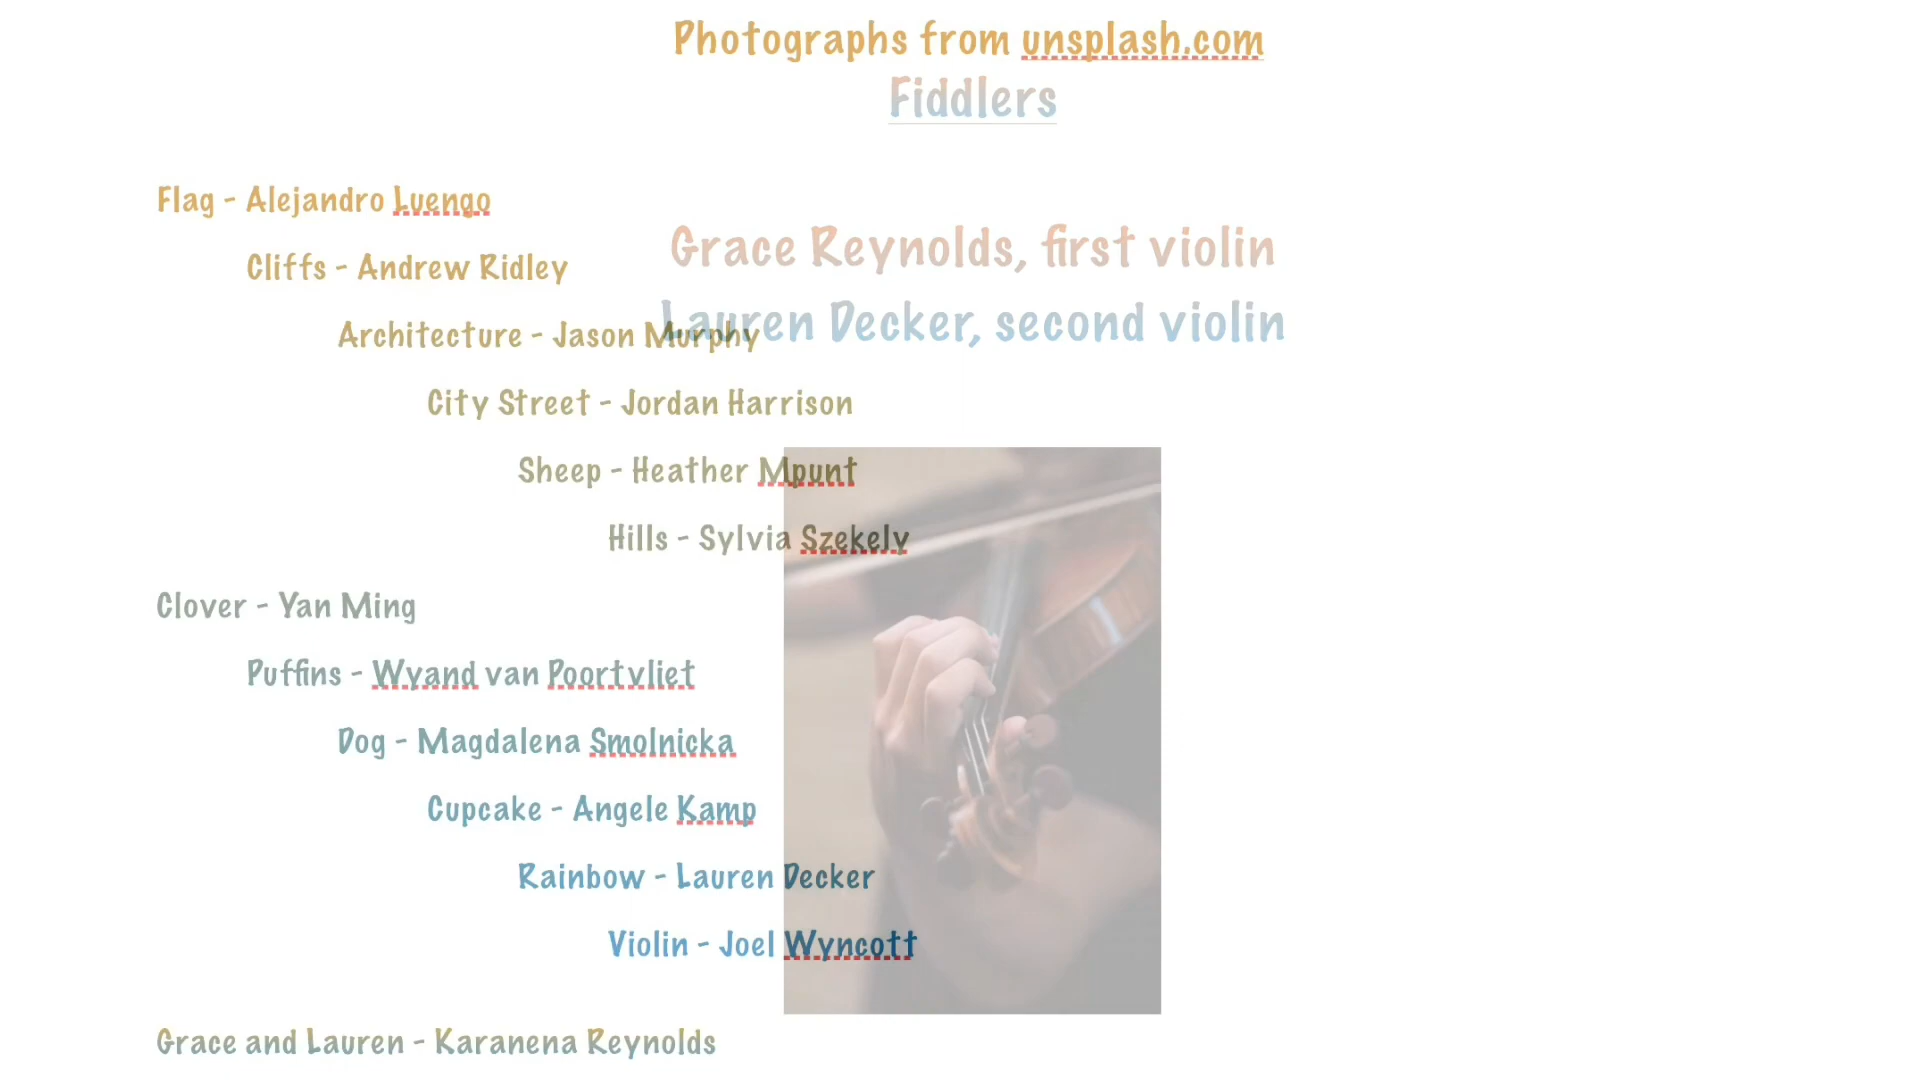 Photographs from unsplash.com
Fiddlers
Flag - Alejandro Luengo
Grace Reynolds, first violin
Cliffs - Andrew Ridley
Lauren Decker, second violin
Architecture - Jason Murphy
City Street - Jordan Harrison
Sheep - Heather Mpunt
Hills - Sylvia Szekely
Clover - Yan Ming
Puffins - Wyand van Poortvliet
Dog - Magdalena Smolnicka
Cupcake - Angele Kamp
Rainbow - Lauren Decker
Violin - Joel Wyncott
Grace and Lauren - Karanena Reynolds